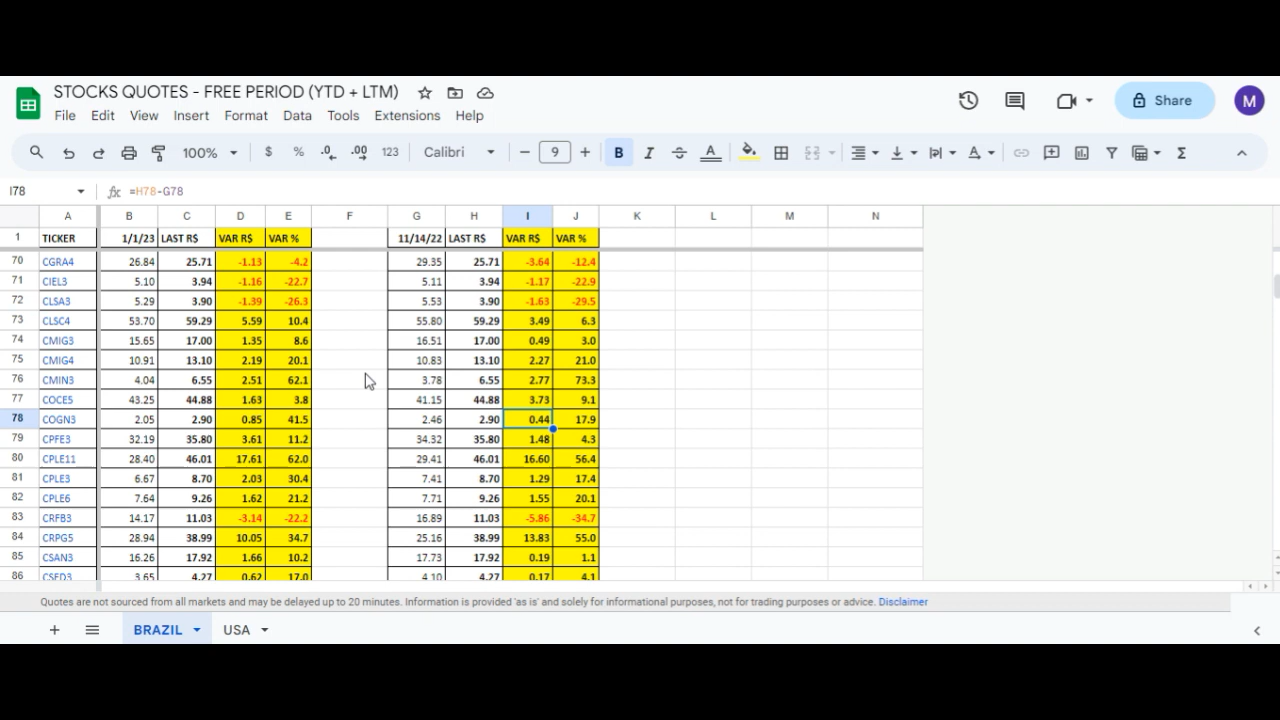 STOCKS QUOTES - FREE PERIOD (YTD + LTM)
File Edit View Insert Format Data Tools Extensions Help
Share M
100% $ % .0 .00 123 Calibri 9 B I S A A Σ
I78 fx =H78-G78
A B C D E F G H I J K L M N
1 TICKER 1/1/23 LAST R$ VAR R$ VAR % 11/14/22 LAST R$ VAR R$ VAR %
70 CGRA4 26.84 25.71 -1.13 -4.2 29.35 25.71 -3.64 -12.4
71 CIEL3 5.10 3.94 -1.16 -22.7 5.11 3.94 -1.17 -22.9
72 CLSA3 5.29 3.90 -1.39 -26.3 5.53 3.90 -1.63 -29.5
73 CLSC4 53.70 59.29 5.59 10.4 55.80 59.29 3.49 6.3
74 CMIG3 15.65 17.00 1.35 8.6 16.51 17.00 0.49 3.0
75 CMIG4 10.91 13.10 2.19 20.1 10.83 13.10 2.27 21.0
76 CMIN3 4.04 6.55 2.51 62.1 3.78 6.55 2.77 73.3
77 COCE5 43.25 44.88 1.63 3.8 41.15 44.88 3.73 9.1
78 COGN3 2.05 2.90 0.85 41.5 2.46 2.90 0.44 17.9
79 CPFE3 32.19 35.80 3.61 11.2 34.32 35.80 1.48 4.3
80 CPLE11 28.40 46.01 17.61 62.0 29.41 46.01 16.60 56.4
81 CPLE3 6.67 8.70 2.03 30.4 7.41 8.70 1.29 17.4
82 CPLE6 7.64 9.26 1.62 21.2 7.71 9.26 1.55 20.1
83 CRFB3 14.17 11.03 -3.14 -22.2 16.89 11.03 -5.86 -34.7
84 CRPG5 28.94 38.99 10.05 34.7 25.16 38.99 13.83 55.0
85 CSAN3 16.26 17.92 1.66 10.2 17.73 17.92 0.19 1.1
86 CSED3 3.65 4.27 0.62 17.0 4.10 4.27 0.17 4.1
Quotes are not sourced from all markets and may be delayed up to 20 minutes. Information is provided 'as is' and solely for informational purposes, not for trading purposes or advice. Disclaimer
BRAZIL USA